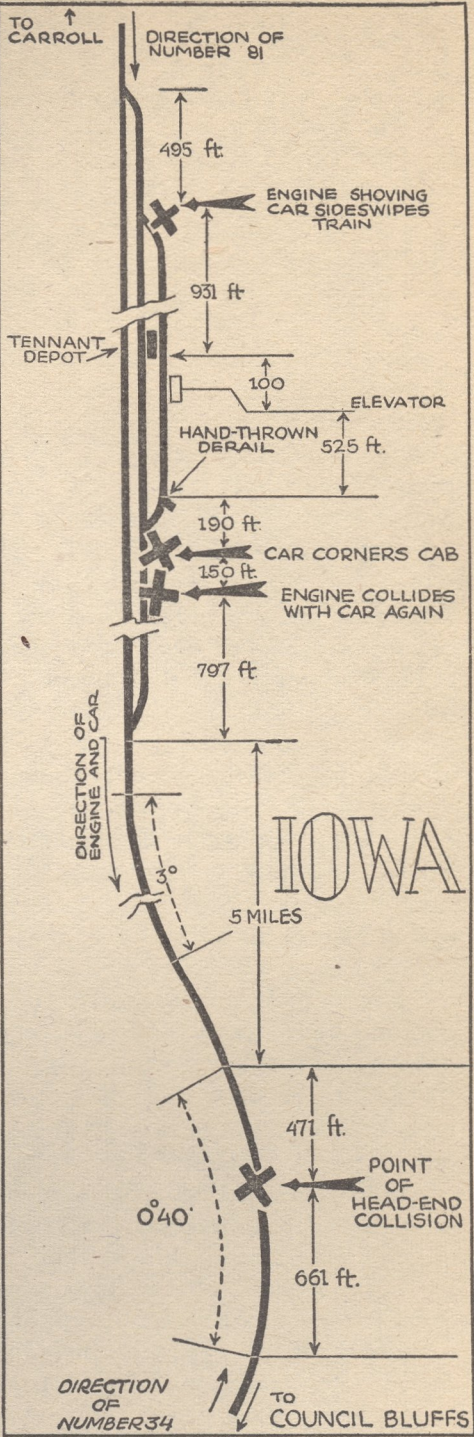 TO
CARROLL
DIRECTION OF
NUMBER 81
495 ft.
ENGINE SHOVING
CAR SIDESWIPES
TRAIN
931 ft
TENNANT
DEPOT
100
ELEVATOR
HAND-THROWN
DERAIL
525 ft.
190 ft.
CAR CORNERS CAB
150 ft.
ENGINE COLLIDES
WITH CAR AGAIN
797 ft
DIRECTION OF
ENGINE AND CAR
IOWA
3°
5 MILES
471 ft.
POINT
OF
HEAD-END
COLLISION
0°40'
661 ft.
DIRECTION
OF
NUMBER 34
TO
COUNCIL BLUFFS